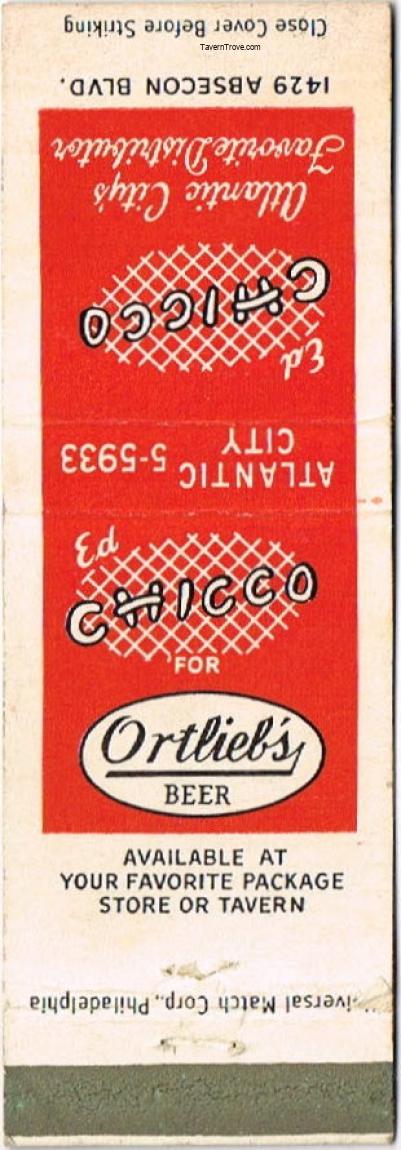 ATLANTIC
CITY 5-5933
Ed
CHICCO
Atlantic City's
Favorite Distributor
1429 ABSECON BLVD.
Close Cover Before Striking
TavernTrove.com
Ed
CHICCO
FOR
Ortlieb's
BEER
AVAILABLE AT
YOUR FAVORITE PACKAGE
STORE OR TAVERN
iversal Match Corp., Philadelphia